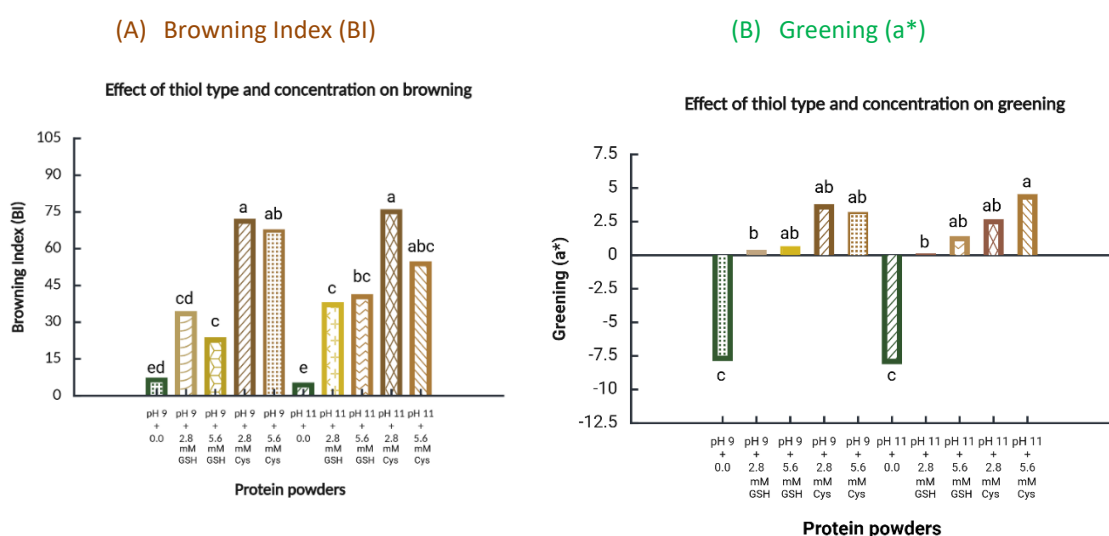 (A) Browning Index (BI)
Effect of thiol type and concentration on browning
Browning Index (BI)
105
90
75
60
45
30
15
0
ed
cd
c
a
ab
e
c
bc
a
abc
pH 9 + 0.0
pH 9 + 2.8 mM GSH
pH 9 + 5.6 mM GSH
pH 9 + 2.8 mM Cys
pH 9 + 5.6 mM Cys
pH 11 + 0.0
pH 11 + 2.8 mM GSH
pH 11 + 5.6 mM GSH
pH 11 + 2.8 mM Cys
pH 11 + 5.6 mM Cys
Protein powders
(B) Greening (a*)
Effect of thiol type and concentration on greening
Greening (a*)
7.5
5
2.5
0
-2.5
-5
-7.5
-10
-12.5
c
b
ab
ab
ab
c
b
ab
ab
a
pH 9 + 0.0
pH 9 + 2.8 mM GSH
pH 9 + 5.6 mM GSH
pH 9 + 2.8 mM Cys
pH 9 + 5.6 mM Cys
pH 11 + 0.0
pH 11 + 2.8 mM GSH
pH 11 + 5.6 mM GSH
pH 11 + 2.8 mM Cys
pH 11 + 5.6 mM Cys
Protein powders